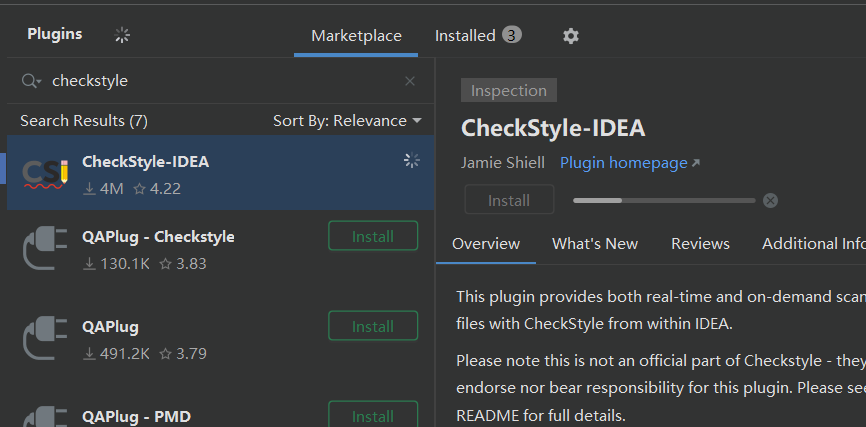 Plugins
Marketplace
Installed 3
checkstyle
Search Results (7)
Sort By: Relevance
CSI
CheckStyle-IDEA
4M 4.22
QAPlug - Checkstyle
130.1K 3.83
Install
QAPlug
491.2K 3.79
Install
QAPlug - PMD
Install
Inspection
CheckStyle-IDEA
Jamie Shiell Plugin homepage
Install
Overview What's New Reviews Additional Info
This plugin provides both real-time and on-demand scan
files with CheckStyle from within IDEA.
Please note this is not an official part of Checkstyle - they
endorse nor bear responsibility for this plugin. Please see
README for full details.